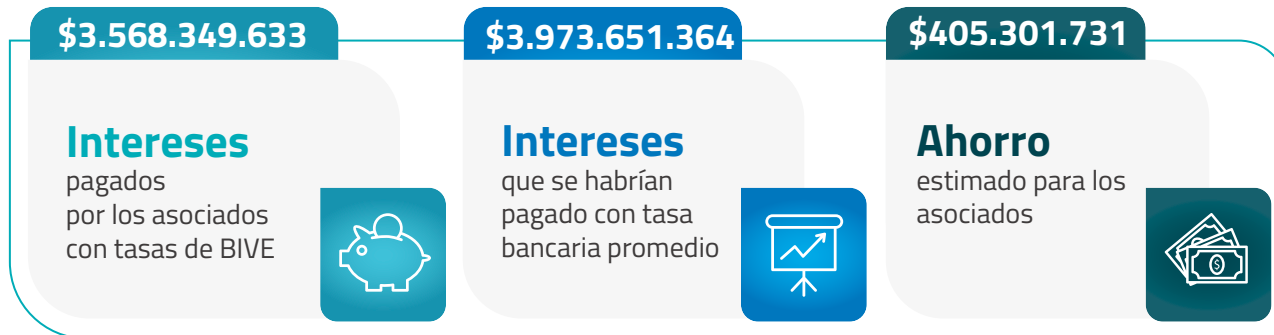 $3.568.349.633
Intereses
pagados
por los asociados
con tasas de BIVE
$3.973.651.364
Intereses
que se habrían
pagado con tasa
bancaria promedio
$405.301.731
Ahorro
estimado para los
asociados
$